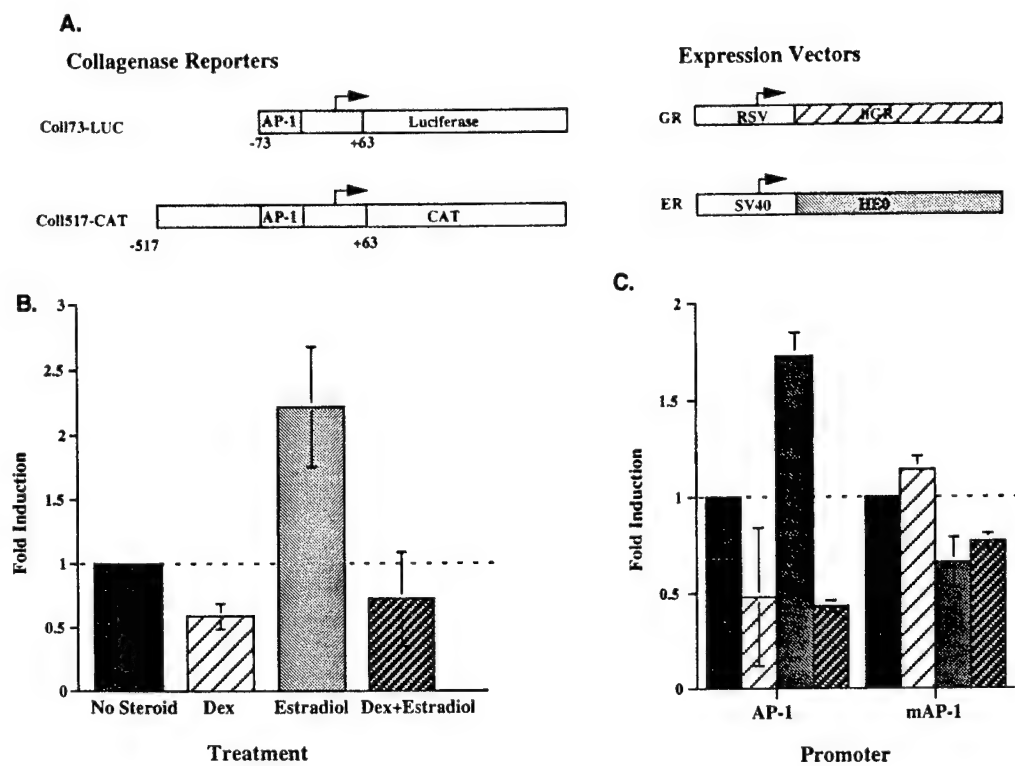 A.
Collagenase Reporters
Expression Vectors
Coll73-LUC
AP-1
Luciferase
-73
+63
GR
RSV
HGR
Coll517-CAT
AP-1
CAT
-517
+63
ER
SV40
HE0
B.
3
2.5
2
1.5
1
0.5
0
Fold Induction
No Steroid
Dex
Estradiol
Dex+Estradiol
Treatment
C.
2
1.5
1
0.5
0
Fold Induction
AP-1
mAP-1
Promoter